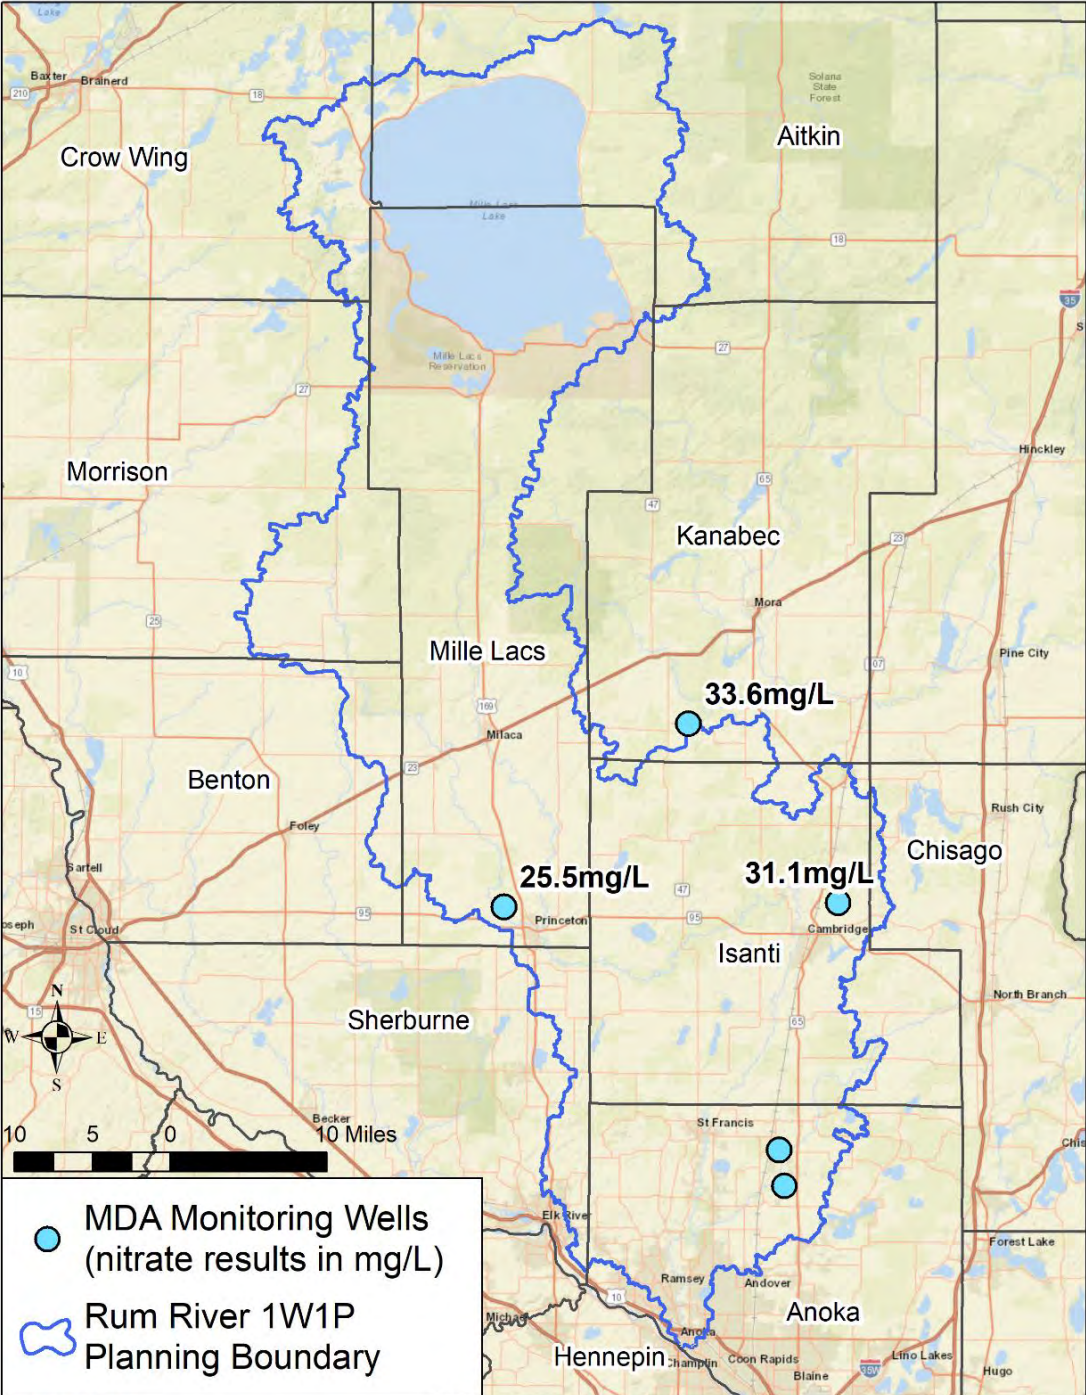 Lake
Baxter
Brainerd
210
18
Solana
State
Forest
Crow Wing
Aitkin
Mille Lacs
Lake
18
35
S
Mille Lacs
Reservation
27
27
Morrison
Hinckley
65
47
Kanabec
23
Mora
25
Mille Lacs
107
Pine City
10
33.6mg/L
169
Milaca
23
Benton
Rush City
Foley
Chisago
Sartell
25.5mg/L
31.1mg/L
47
95
Princeton
95
oseph
St Cloud
Cambridge
Isanti
N
W E
S
15
North Branch
Sherburne
65
Becker
St Francis
10 5 0 10 Miles
Chis
MDA Monitoring Wells
(nitrate results in mg/L)
Elk River
Forest Lake
Ramsey
Andover
10
Rum River 1W1P
Planning Boundary
Michae
Anoka
Anoka
Hennepin
Champlin
Coon Rapids
35W
Lino Lakes
Blaine
Hugo